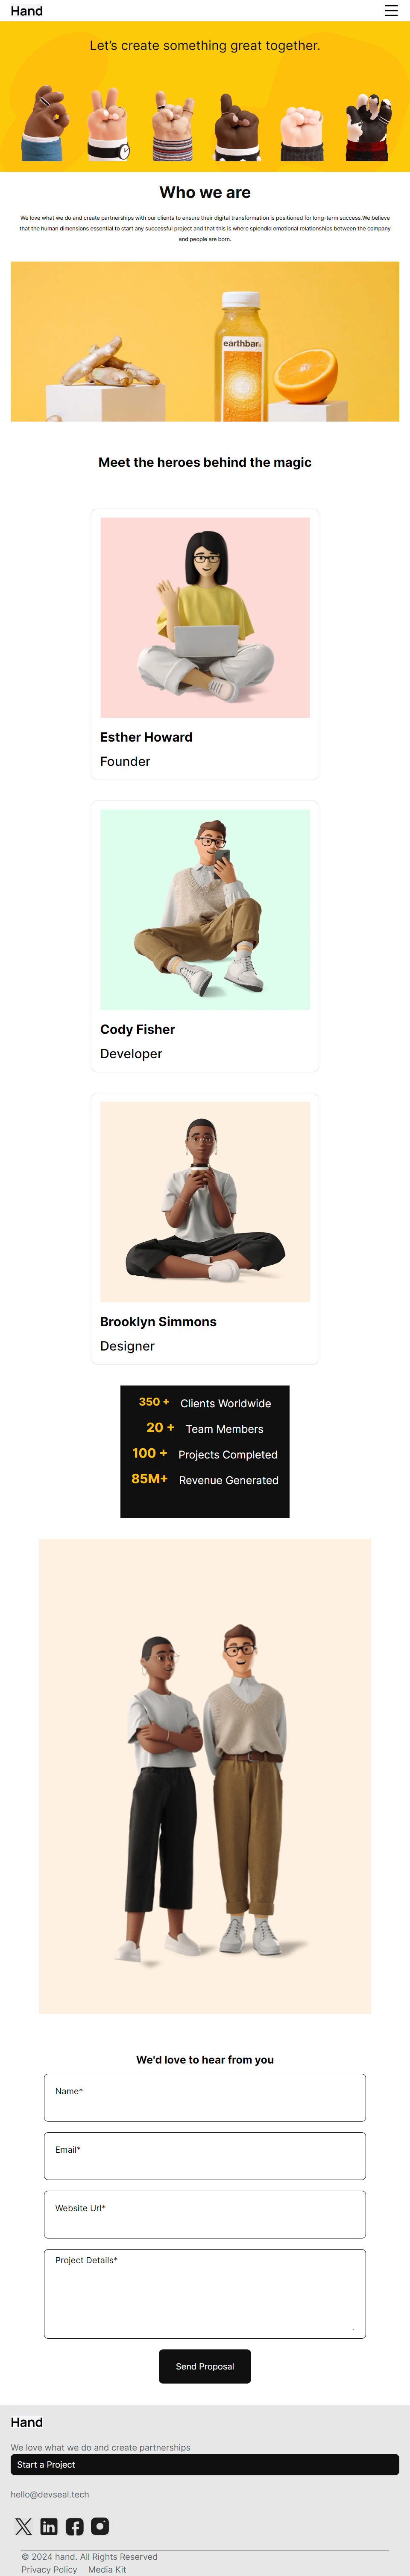 Hand
Let's create something great together.
Who we are
We love what we do and create partnerships with our clients to ensure their digital transformation is positioned for long-term success.We believe
that the human dimensions essential to start any successful project and that this is where splendid emotional relationships between the company
and people are born.
earthbar.
Meet the heroes behind the magic
Esther Howard
Founder
Cody Fisher
Developer
Brooklyn Simmons
Designer
350 + Clients Worldwide
20 + Team Members
100 + Projects Completed
85M+ Revenue Generated
We'd love to hear from you
Name*
Email*
Website Url*
Project Details*
Send Proposal
Hand
We love what we do and create partnerships
Start a Project
hello@devseal.tech
© 2024 hand. All Rights Reserved
Privacy Policy Media Kit